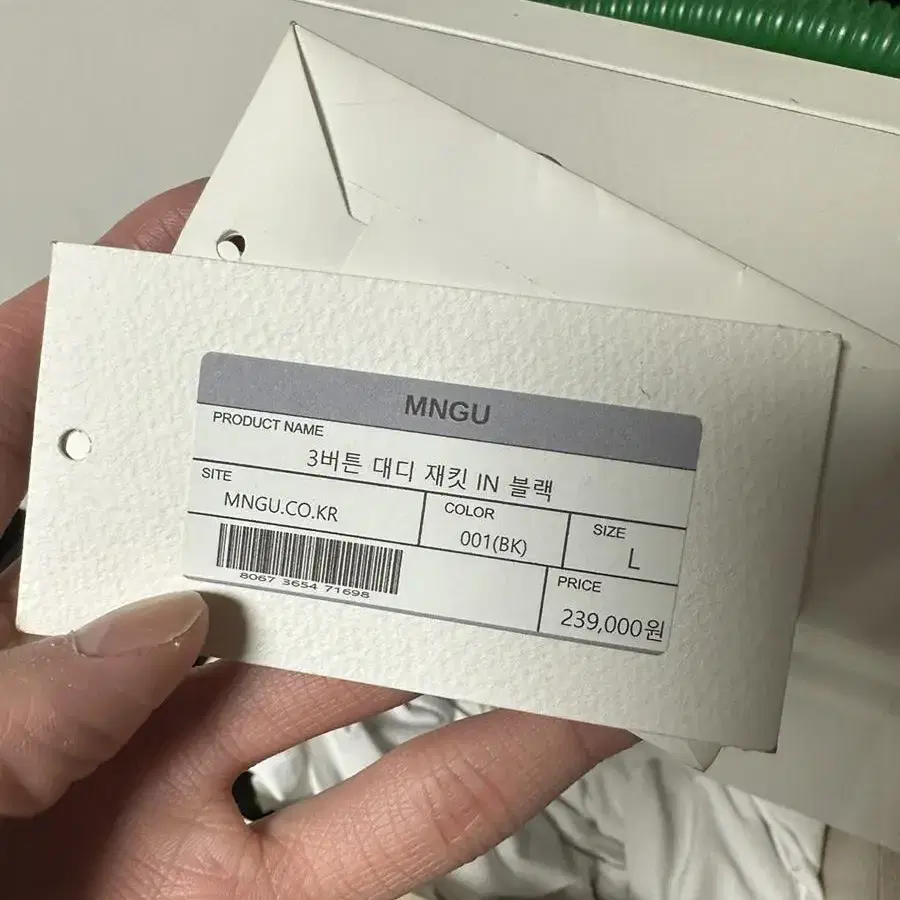 MNGU
PRODUCT NAME
3버튼 대디 재킷 IN 블랙
SITE
MNGU.CO.KR
COLOR
001(BK)
SIZE
L
8067 3654 71698
PRICE
239,000원